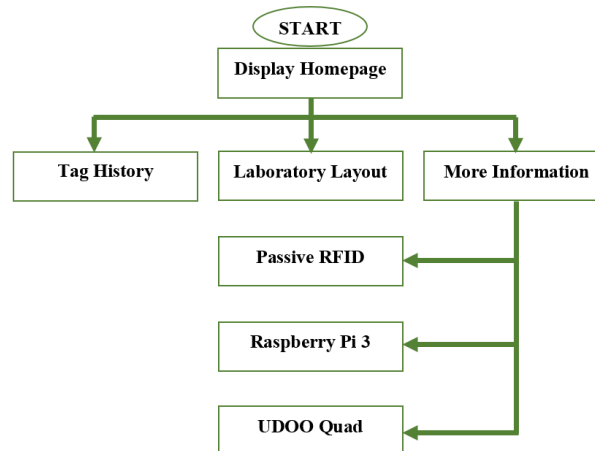 START
Display Homepage
Tag History
Laboratory Layout
More Information
Passive RFID
Raspberry Pi 3
UDOO Quad